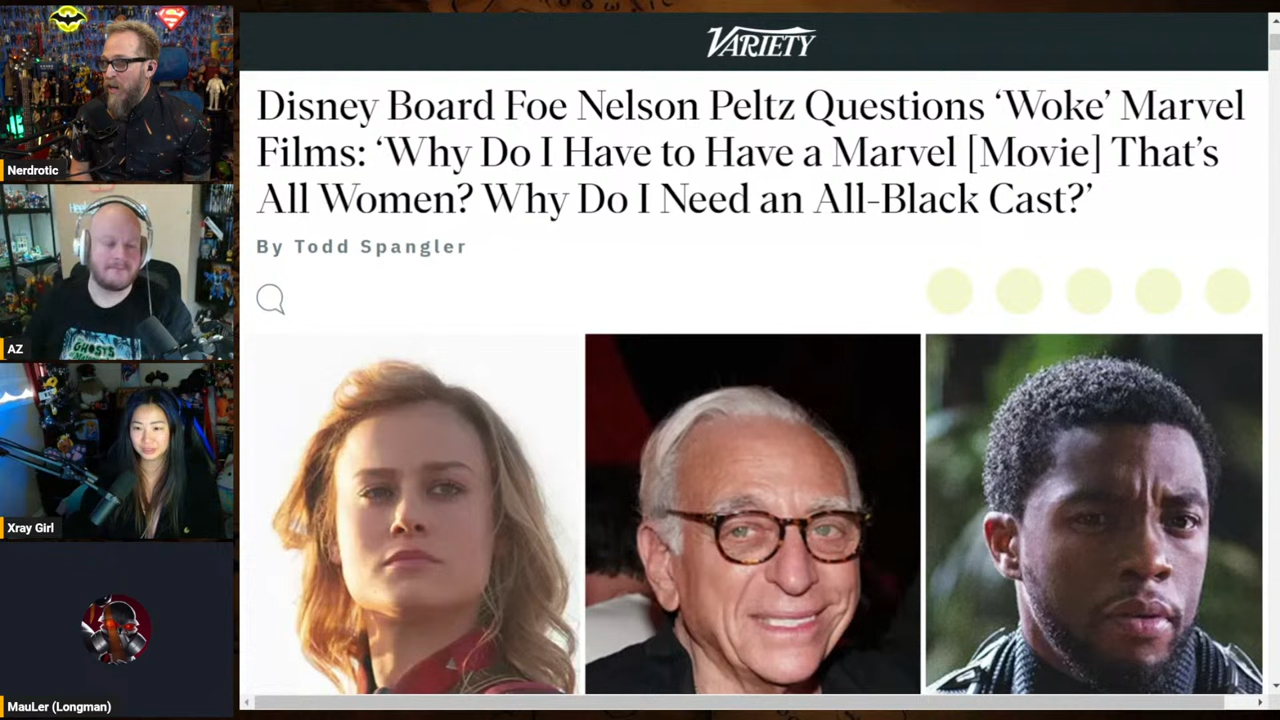 VARIETY
Disney Board Foe Nelson Peltz Questions ‘Woke’ Marvel
Films: ‘Why Do I Have to Have a Marvel [Movie] That’s
All Women? Why Do I Need an All-Black Cast?’
By Todd Spangler
Nerdrotic
AZ
Xray Girl
MauLer (Longman)